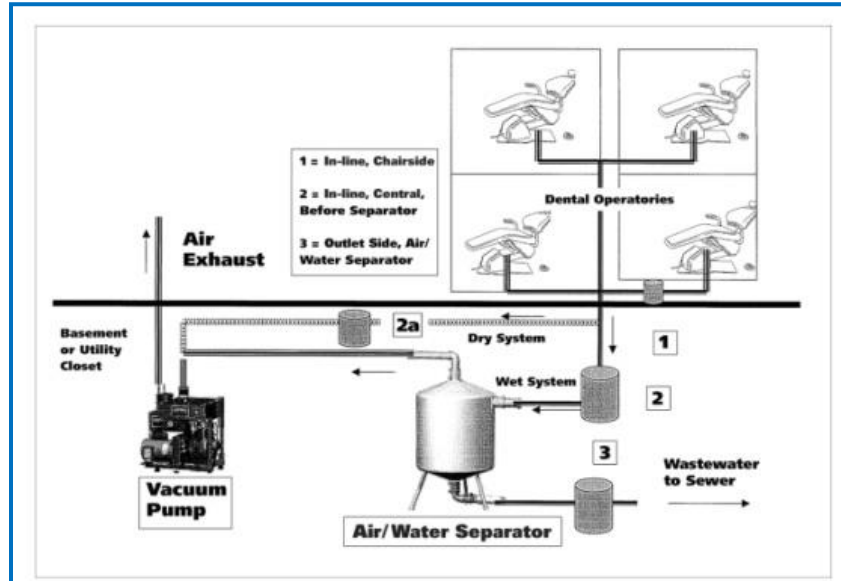 1 = In-line, Chairside
2 = In-line, Central,
Before Separator
3 = Outlet Side, Air/
Water Separator
Dental Operatories
Air
Exhaust
Basement
or Utility
Closet
2a
Dry System
1
Wet System
2
3
Wastewater
to Sewer
Vacuum
Pump
Air/Water Separator